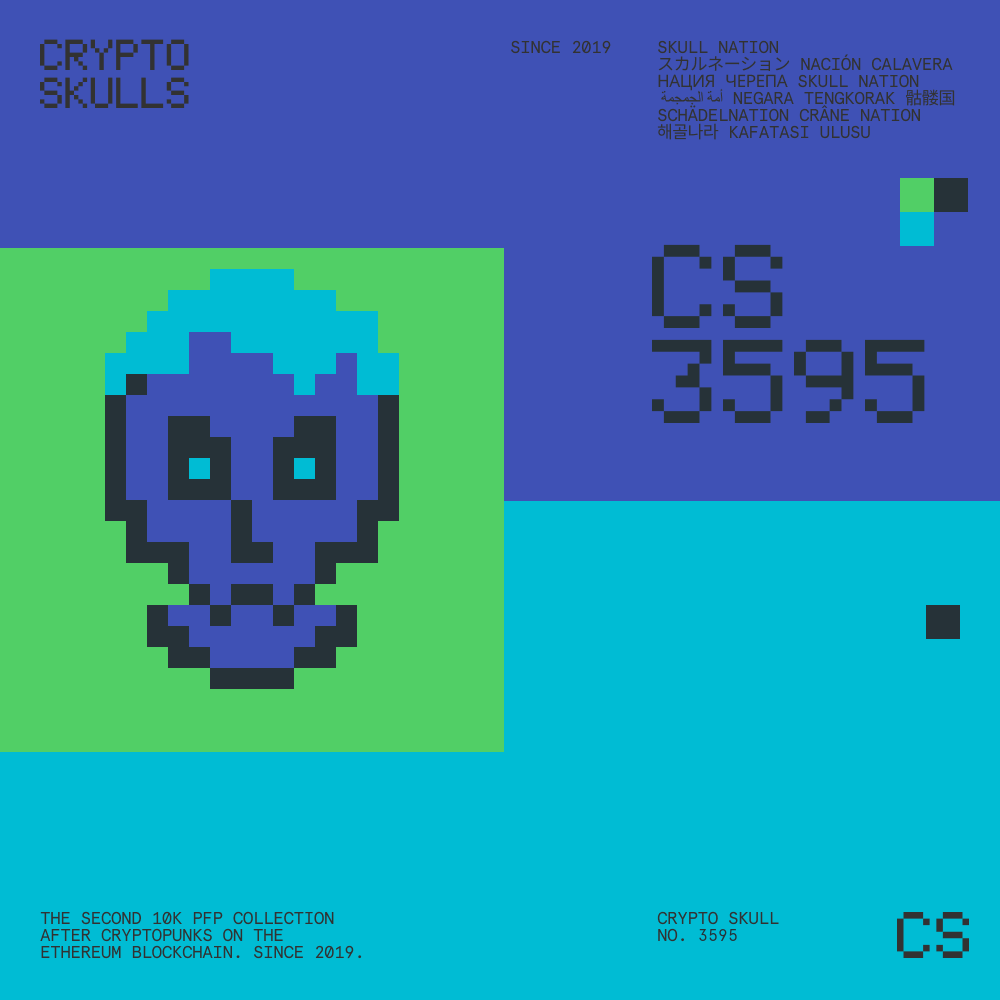 CRYPTO
SKULLS
SINCE 2019
SKULL NATION
スカルネーション NACIÓN CALAVERA
НАЦИЯ ЧЕРЕПА SKULL NATION
أمة الجمجمة NEGARA TENGKORAK 骷髅国
SCHÄDELNATION CRÂNE NATION
해골나라 KAFATASI ULUSU
CS
3595
THE SECOND 10K PFP COLLECTION
AFTER CRYPTOPUNKS ON THE
ETHEREUM BLOCKCHAIN. SINCE 2019.
CRYPTO SKULL
NO. 3595
CS